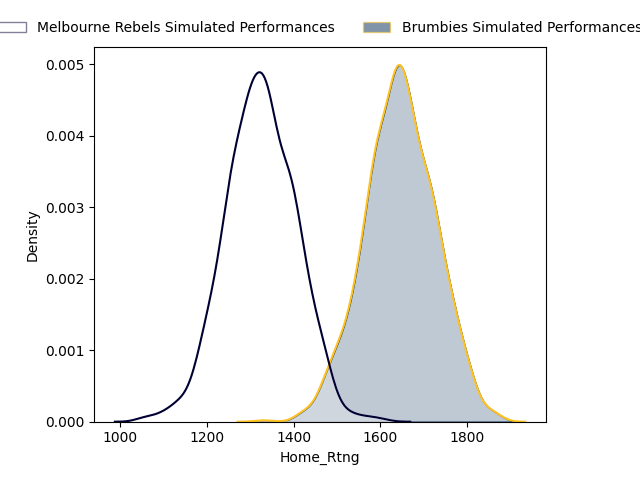 Melbourne Rebels Simulated Performances Brumbies Simulated Performances
0.005
0.004
0.003
0.002
0.001
0.000
Density
1000 1200 1400 1600 1800
Home_Rtng